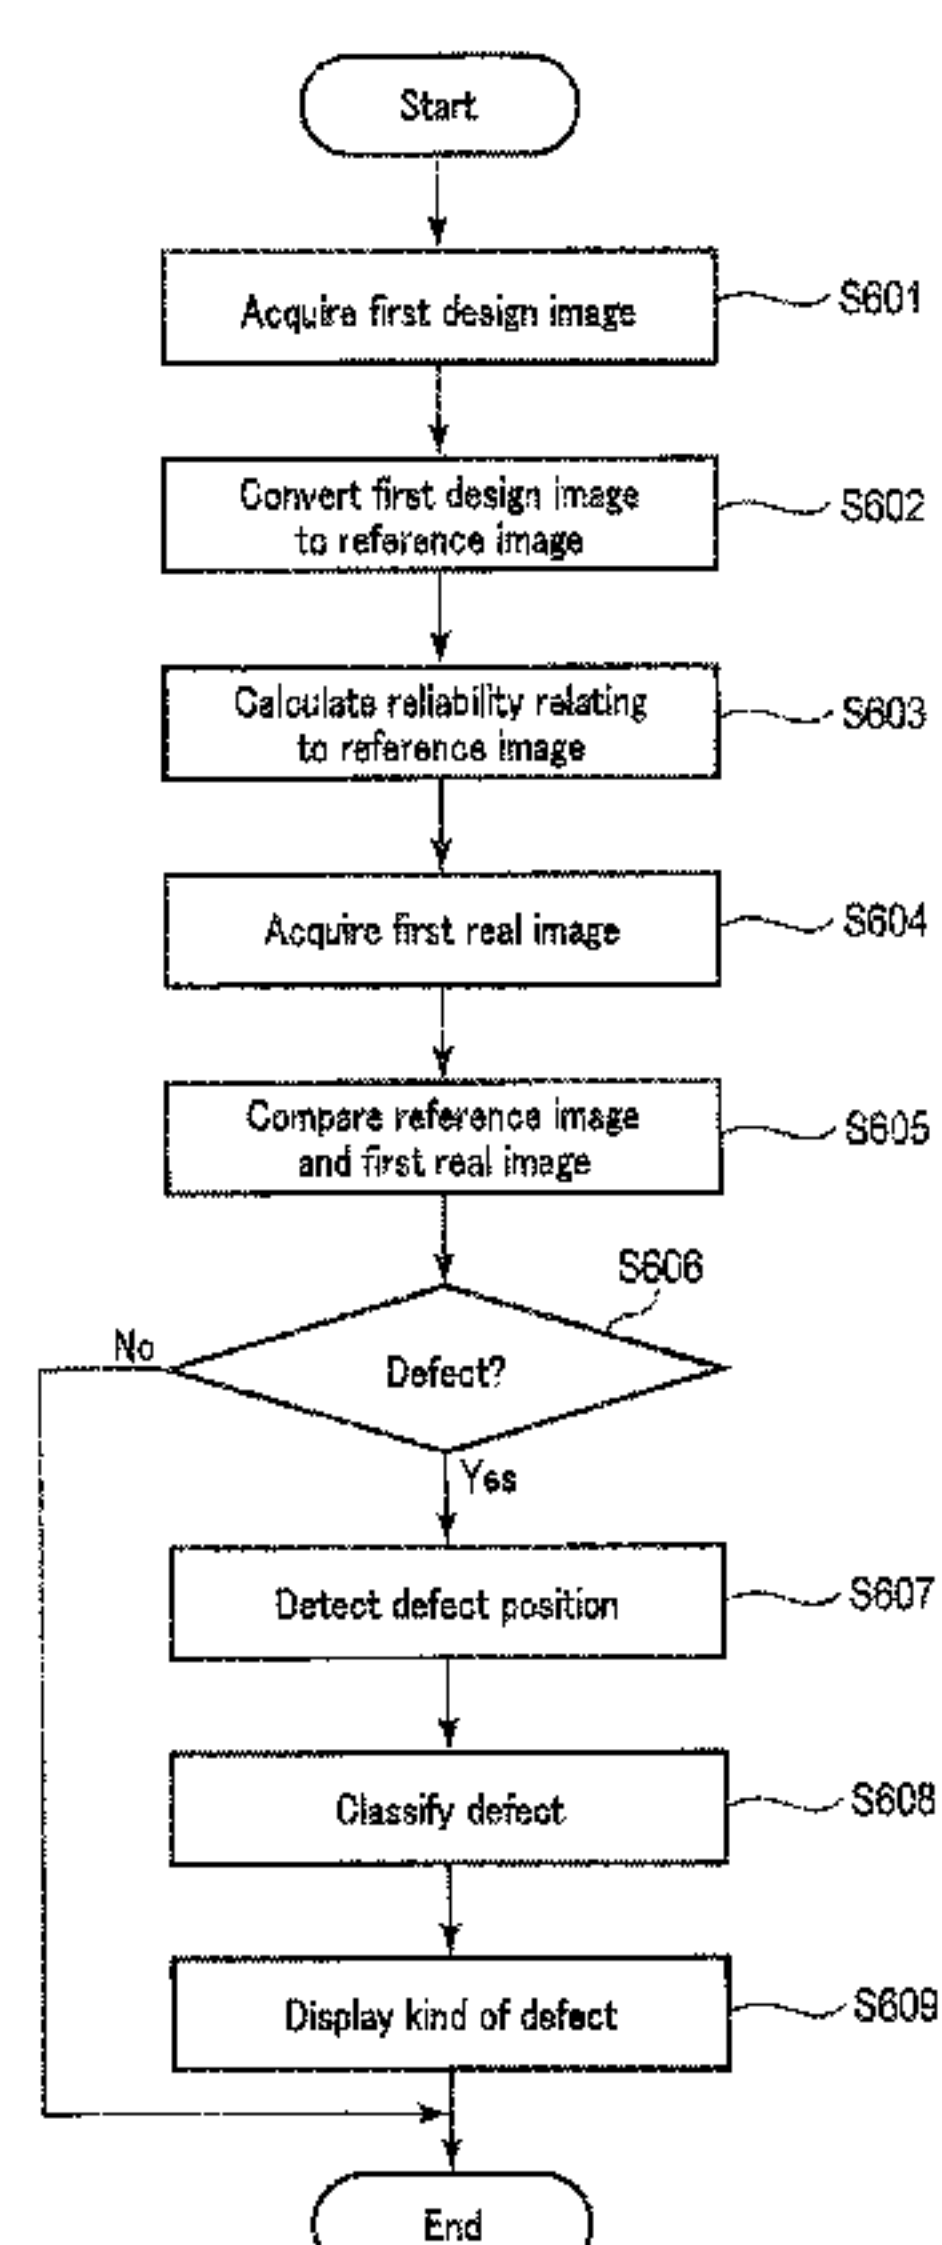 Start
Acquire first design image
S601
Convert first design image
to reference image
S602
Calculate reliability relating
to reference image
S603
Acquire first real image
S604
Compare reference image
and first real image
S605
S606
Defect?
No
Yes
Detect defect position
S607
Classify defect
S608
Display kind of defect
S609
End